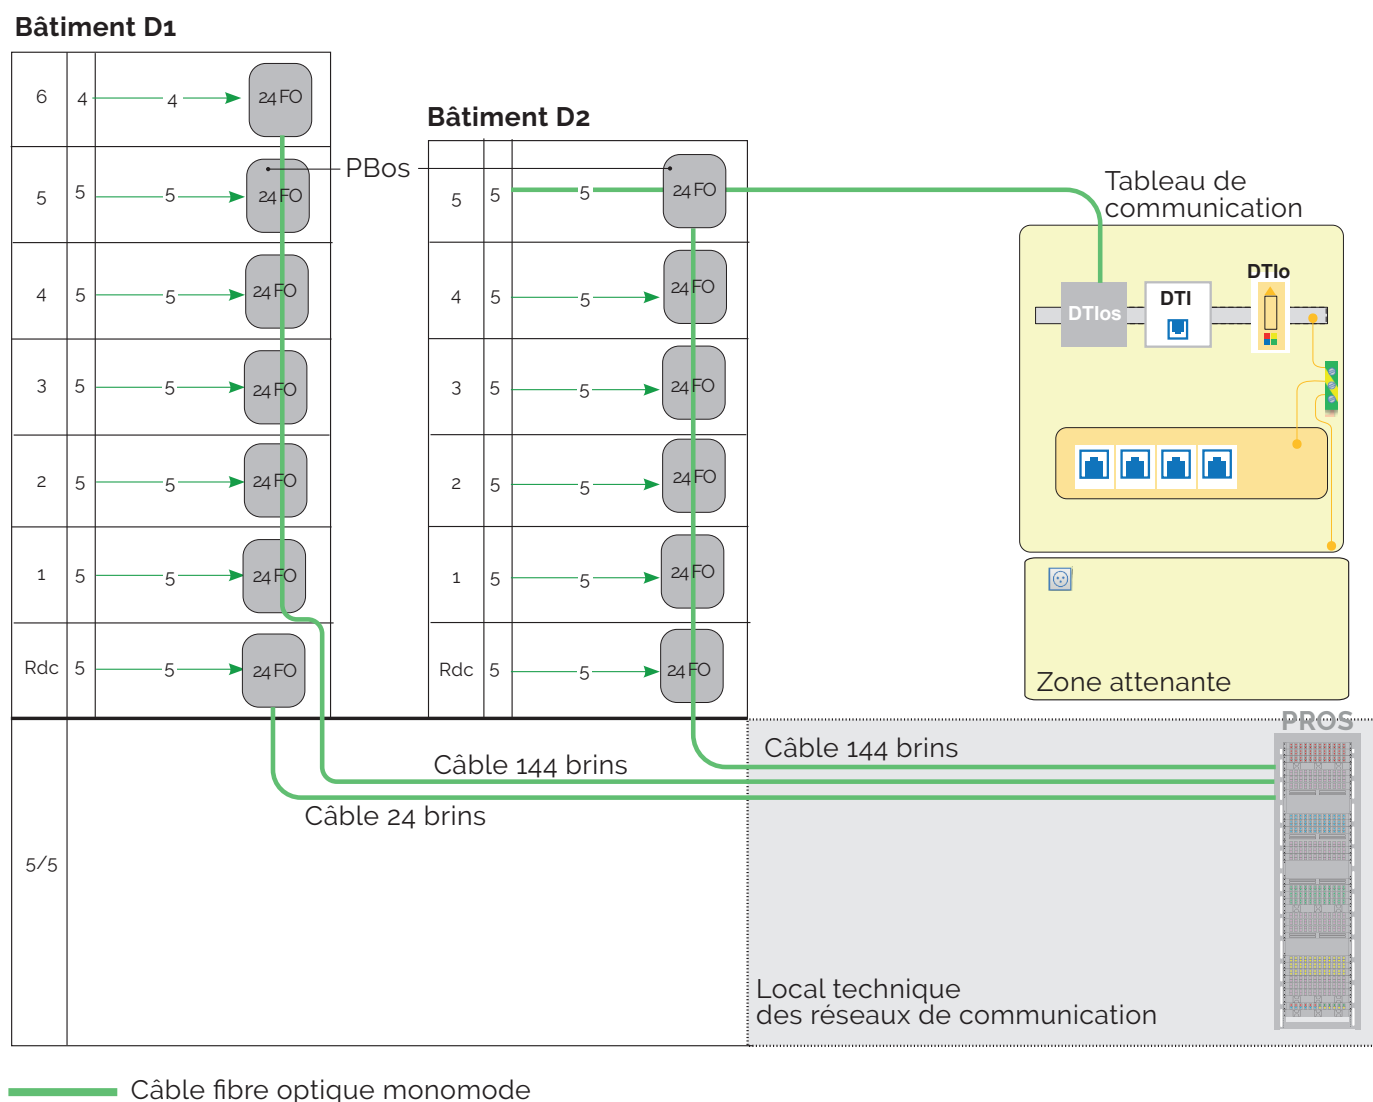 Bâtiment D1
6 4 4 24 FO
5 5 5 24 FO
4 5 5 24 FO
3 5 5 24 FO
2 5 5 24 FO
1 5 5 24 FO
Rdc 5 5 24 FO
PBos
Bâtiment D2
5 5 5 24 FO
4 5 5 24 FO
3 5 5 24 FO
2 5 5 24 FO
1 5 5 24 FO
Rdc 5 5 24 FO
Tableau de
communication
DTIos
DTI
DTIo
Zone attenante
PROS
Câble 144 brins
Câble 144 brins
Câble 24 brins
5/5
Local technique
des réseaux de communication
Câble fibre optique monomode